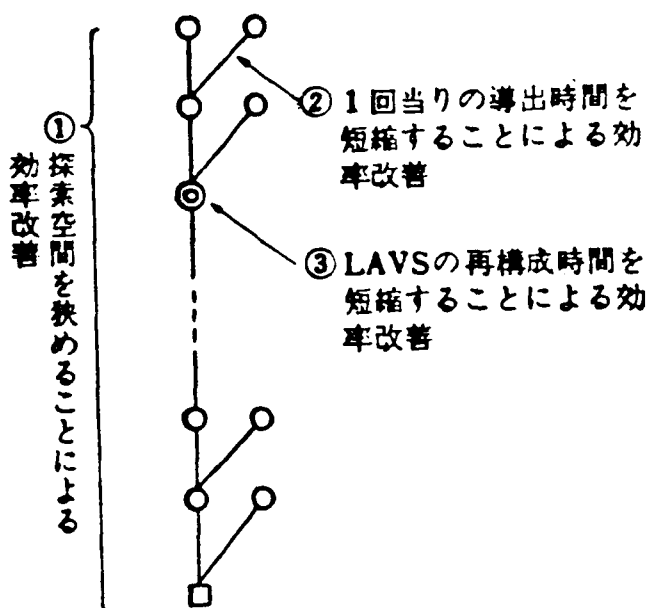 ①
探索空間を狭めることによる
効率改善
② 1回当りの導出時間を
短縮することによる効
率改善
③ LAVSの再構成時間を
短縮することによる効
率改善